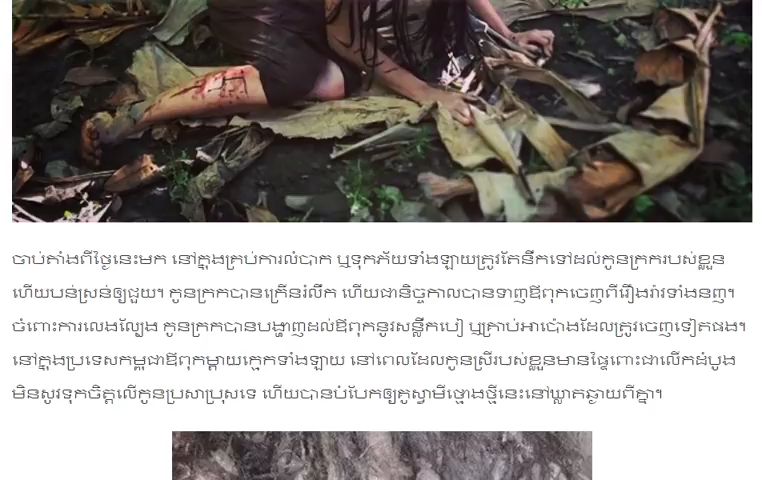 ចាប់តាំងពីថ្ងៃនេះមក នៅក្នុងគ្រប់ការលំបាក ឬទុកភ័យទាំងឡាយត្រូវតែនឹកទៅដល់កូនក្រករបស់ខ្លួន
ហើយបន់ស្រន់ឲ្យជួយ។ កូនក្រកបានក្រើនរំលឹក ហើយជានិច្ចកាលបានទាញឪពុកចេញពីរឿងរ៉ាវទាំងនញ។
ចំពោះការលេងល្បែង កូនក្រកបានបង្ហាញដល់ឪពុកនូវសន្លឹកបៀ ឬគ្រាប់អាប៉ោងដែលត្រូវចេញទៀតផង។
នៅក្នុងប្រទេសកម្ពុជាឪពុកម្តាយក្មេកទាំងឡាយ នៅពេលដែលកូនស្រីរបស់ខ្លួនមានផ្ទៃពោះជាលើកដំបូង
មិនសូវទុកចិត្តលើកូនប្រសាប្រុសទេ ហើយបានបំបែកឲ្យគូស្វាមីថ្មោងថ្មីនេះនៅឃ្លាតឆ្ងាយពីគ្នា។